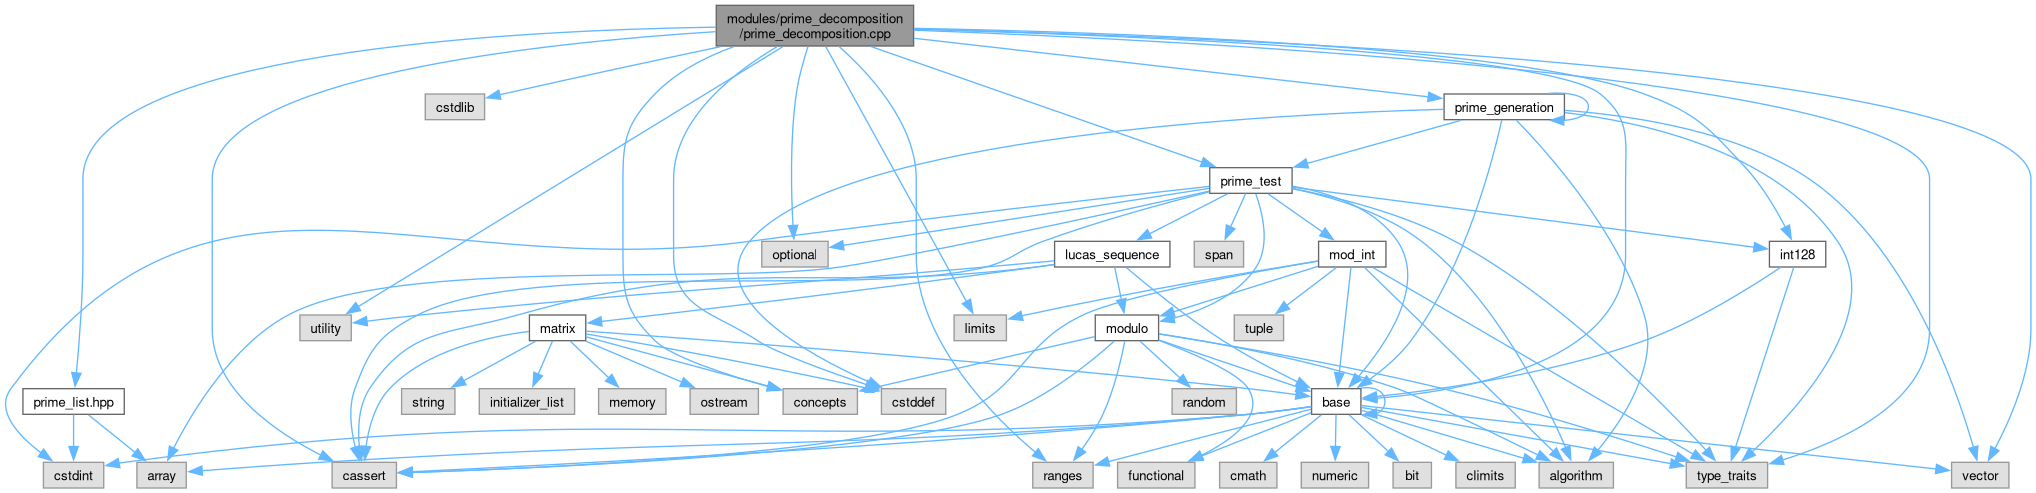 modules/prime_decomposition
/prime_decomposition.cpp
cstdlib
prime_generation
prime_test
optional
lucas_sequence
span
mod_int
int128
utility
matrix
limits
modulo
tuple
prime_list.hpp
string
initializer_list
memory
ostream
concepts
cstddef
random
base
cstdint
array
cassert
ranges
functional
cmath
numeric
bit
climits
algorithm
type_traits
vector